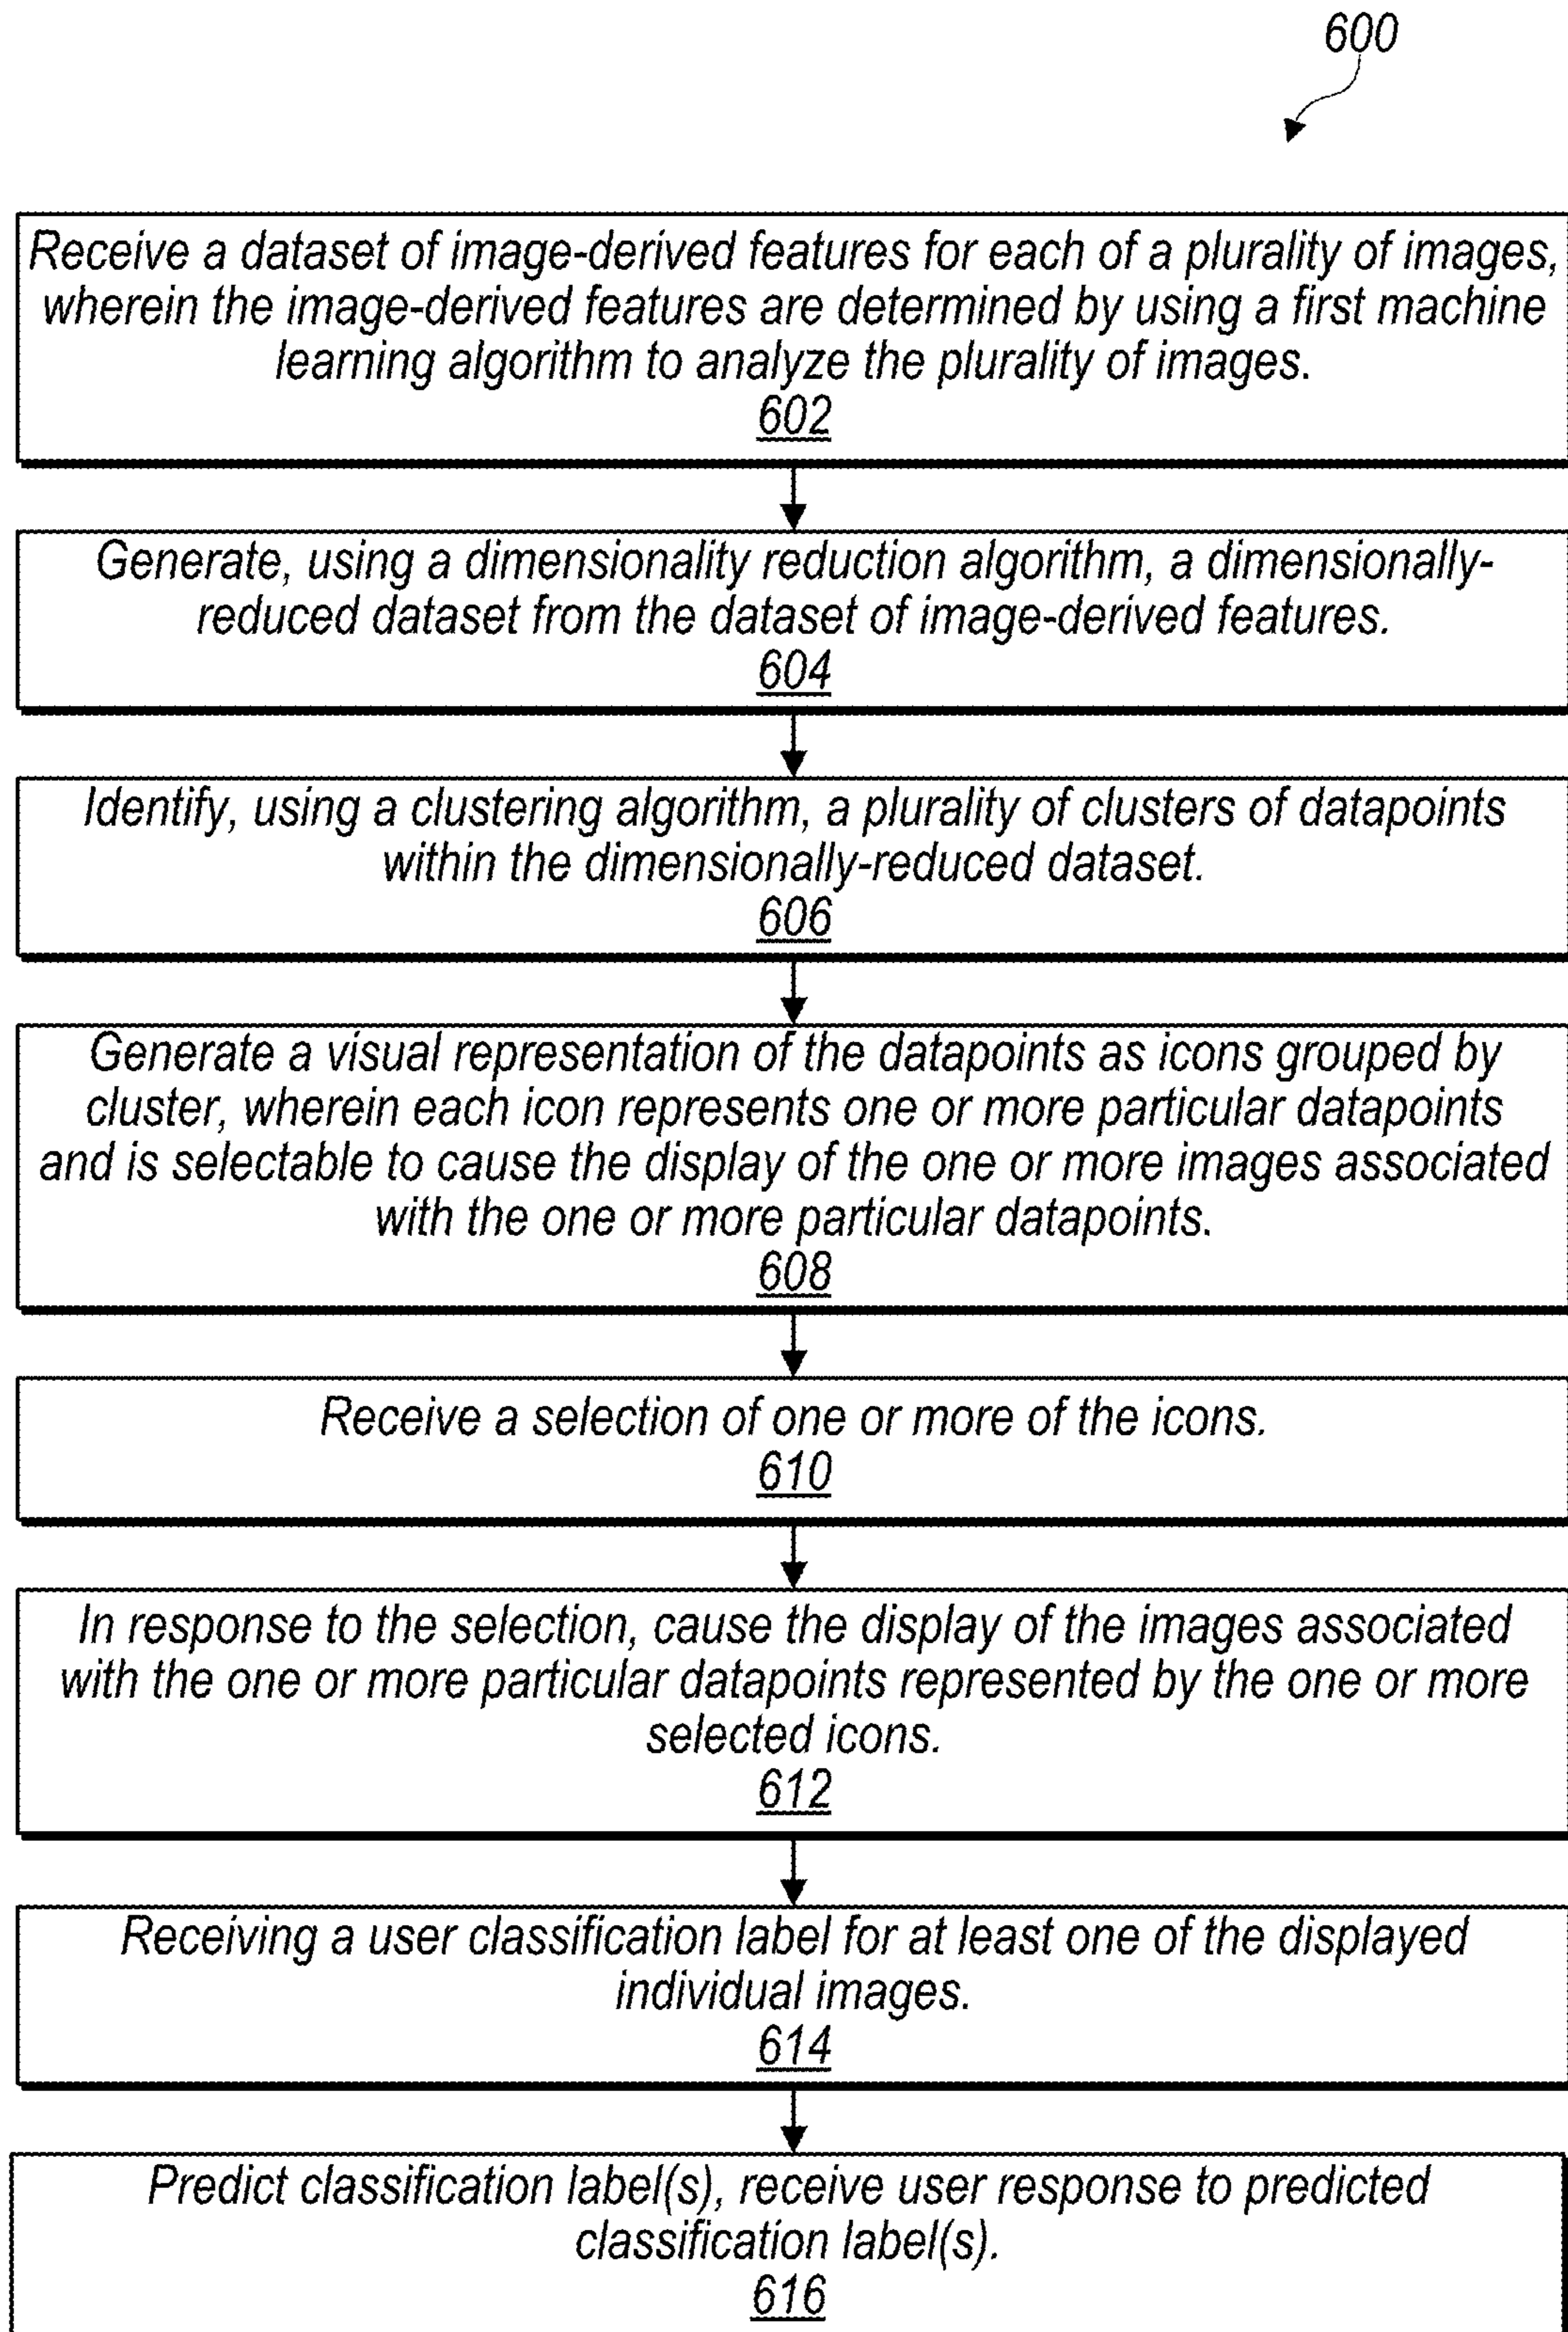 600
Receive a dataset of image-derived features for each of a plurality of images,
wherein the image-derived features are determined by using a first machine
learning algorithm to analyze the plurality of images.
602
Generate, using a dimensionality reduction algorithm, a dimensionally-
reduced dataset from the dataset of image-derived features.
604
Identify, using a clustering algorithm, a plurality of clusters of datapoints
within the dimensionally-reduced dataset.
606
Generate a visual representation of the datapoints as icons grouped by
cluster, wherein each icon represents one or more particular datapoints
and is selectable to cause the display of the one or more images associated
with the one or more particular datapoints.
608
Receive a selection of one or more of the icons.
610
In response to the selection, cause the display of the images associated
with the one or more particular datapoints represented by the one or more
selected icons.
612
Receiving a user classification label for at least one of the displayed
individual images.
614
Predict classification label(s), receive user response to predicted
classification label(s).
616